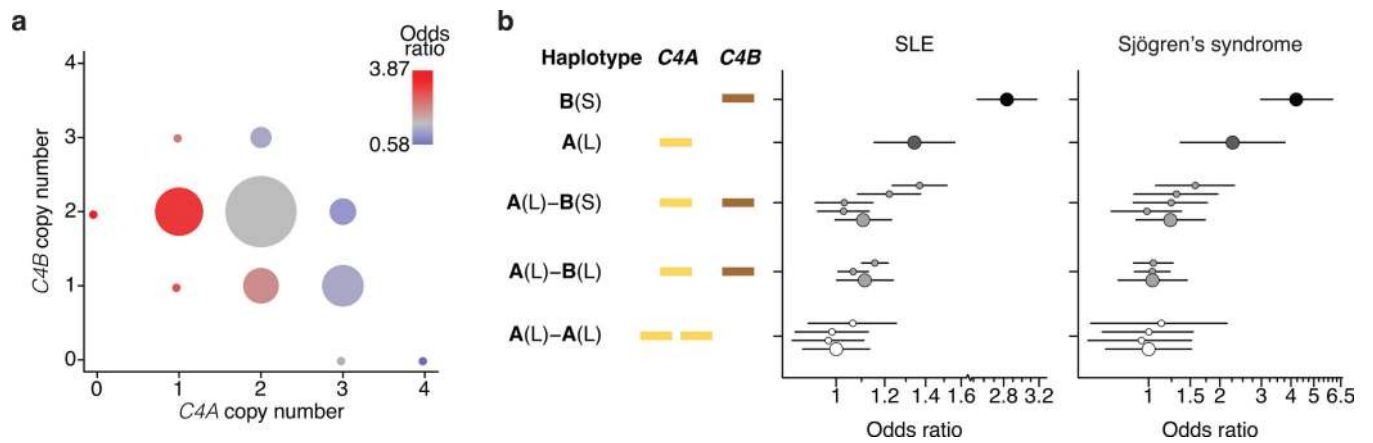 a
Odds
ratio
3.87
0.58
4
3
2
1
0
C4B copy number
0 1 2 3 4
C4A copy number
b
Haplotype C4A C4B
B(S)
A(L)
A(L)–B(S)
A(L)–B(L)
A(L)–A(L)
SLE
1 1.2 1.4 1.6 2.8 3.2
Odds ratio
Sjögren's syndrome
1 1.5 2 3 4 5 6.5
Odds ratio